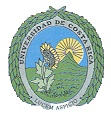 UNIVERSIDAD DE COSTA RICA
LUCEM ASPICIO